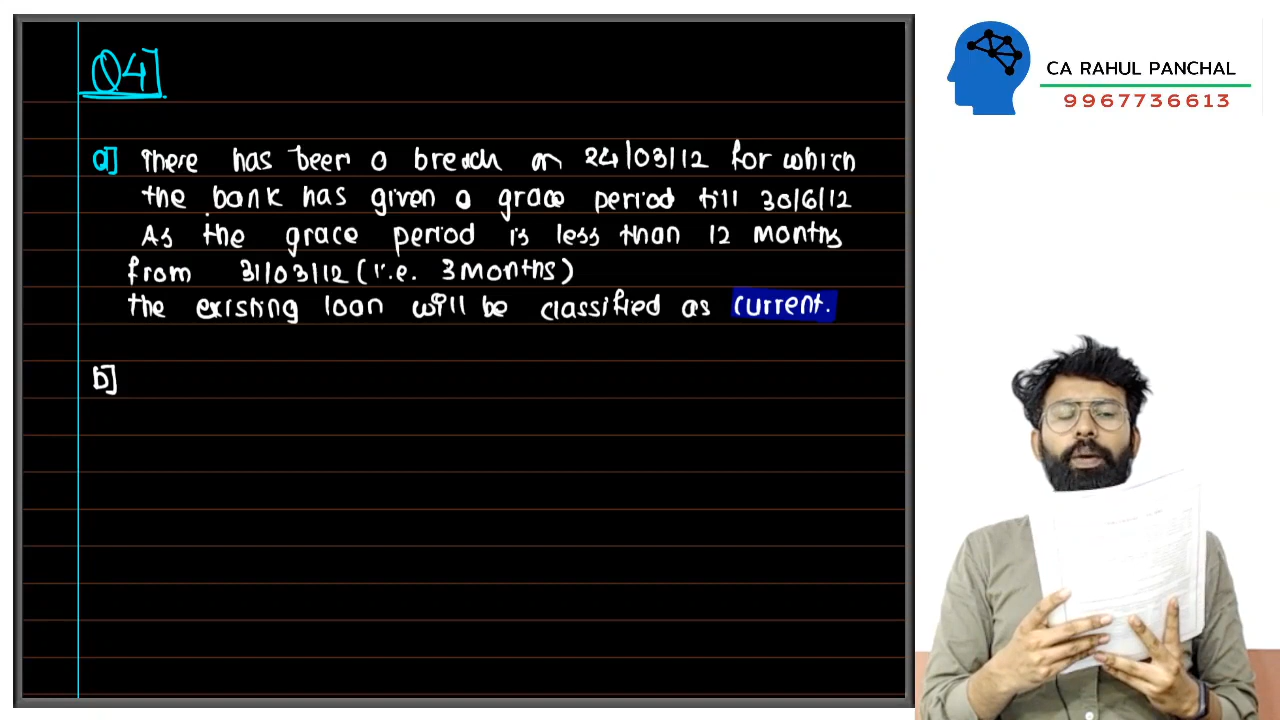 Q4]
a] There has been a breach on 24/03/12 for which
the bank has given a grace period till 30/6/12
As the grace period is less than 12 months
from 31/03/12 (i.e. 3 months)
the existing loan will be classified as current.
b]
CA RAHUL PANCHAL
9967736613